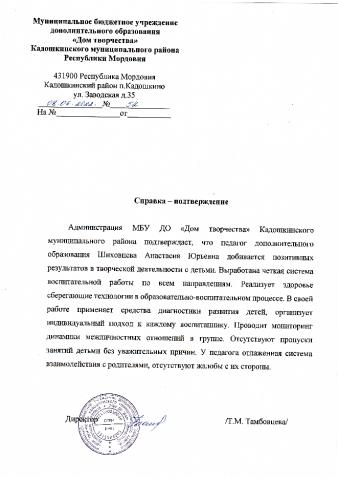 Муниципальное бюджетное учреждение
дополнительного образования
«Дом творчества»
Кадошкинского муниципального района
Республики Мордовия
431900 Республика Мордовия
Кадошкинский район п.Кадошкино
ул. Заводская д.35
№
На № от
Справка – подтверждение
Администрация МБУ ДО «Дом творчества» Кадошкинского
муниципального района подтверждает, что педагог дополнительного
образования Шиховцева Анастасия Юрьевна добивается позитивных
результатов в творческой деятельности с детьми. Выработана четкая система
воспитательной работы по всем направлениям. Реализует здоровье
сберегающие технологии в образовательно-воспитательном процессе. В своей
работе применяет средства диагностики развития детей, организует
индивидуальный подход к каждому воспитаннику. Проводит мониторинг
динамики межличностных отношений в группе. Отсутствуют пропуски
занятий детьми без уважительных причин. У педагога отлаженная система
взаимодействия с родителями, отсутствуют жалобы с их стороны.
Директор /Т.М. Тамбовцева/